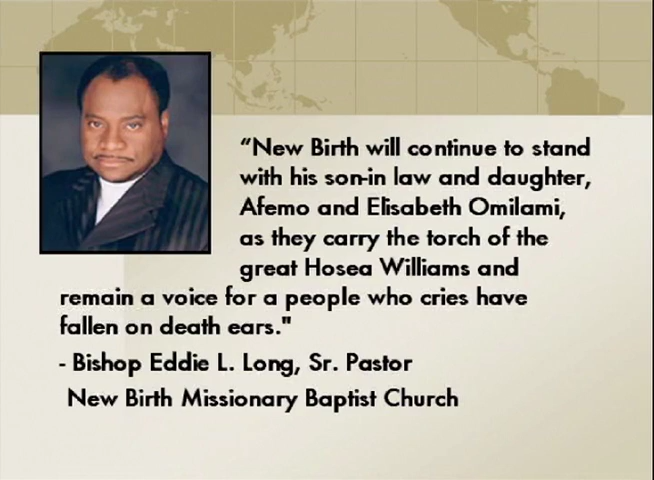 “New Birth will continue to stand
with his son-in law and daughter,
Afemo and Elisabeth Omilami,
as they carry the torch of the
great Hosea Williams and
remain a voice for a people who cries have
fallen on death ears."
- Bishop Eddie L. Long, Sr. Pastor
New Birth Missionary Baptist Church